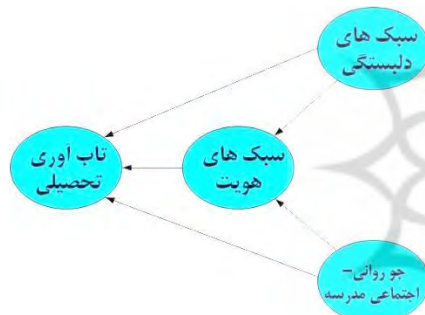 سبک های
دلبستگی
سبک های
هویت
تاب آوری
تحصیلی
جو روانی-
اجتماعی مدرسه